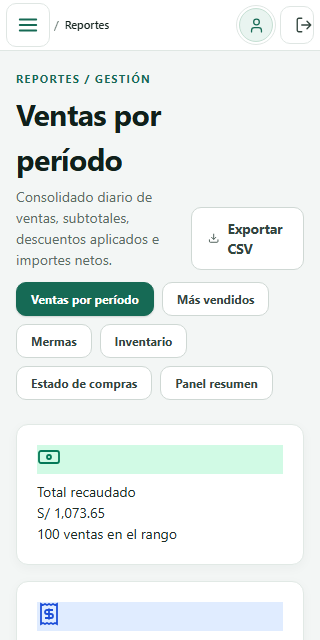 / Reportes
REPORTES / GESTIÓN
Ventas por
período
Consolidado diario de
ventas, subtotales,
descuentos aplicados e
importes netos.
Exportar
CSV
Ventas por período
Más vendidos
Mermas
Inventario
Estado de compras
Panel resumen
Total recaudado
S/ 1,073.65
100 ventas en el rango